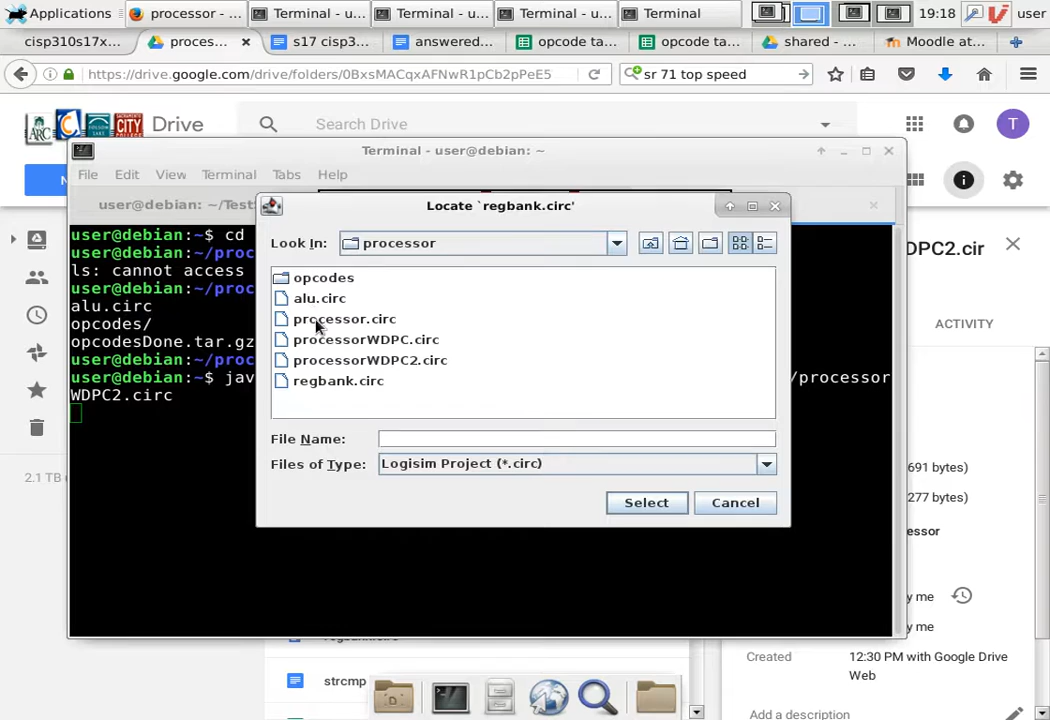 Applications
processor - ...
Terminal - u...
Terminal - u...
Terminal - u...
Terminal
19:18
user
cisp310s17x...
proces...
s17 cisp3...
answered...
opcode ta...
opcode ta...
shared - ...
Moodle at...
https://drive.google.com/drive/folders/0BxsMACqxAFNwR1pCb2pPeE5
sr 71 top speed
ARC
SACRAMENTO
CITY
Drive
Search Drive
T
N
Terminal - user@debian: ~
File Edit View Terminal Tabs Help
user@debian: ~/Test
Locate `regbank.circ'
user@debian:~$ cd
user@debian:~/proc
ls: cannot access
user@debian:~/proc
alu.circ
opcodes/
opcodesDone.tar.gz
user@debian:~/proc
user@debian:~$ jav
/processor
WDPC2.circ
Look In:
processor
opcodes
alu.circ
processor.circ
processorWDPC.circ
processorWDPC2.circ
regbank.circ
File Name:
Files of Type:
Logisim Project (*.circ)
Select
Cancel
DPC2.cir
ACTIVITY
2.1 T
691 bytes)
277 bytes)
ssor
y me
y me
Created
12:30 PM with Google Drive
Web
Add a description
strcmp